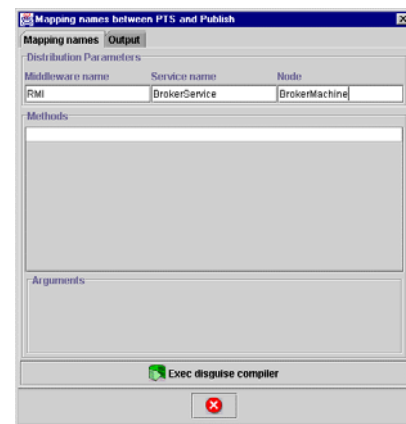 Mapping names between PTS and Publish
Mapping names Output
Distribution Parameters
Middleware name Service name Node
RMI BrokerService BrokerMachine
Methods
Arguments
Exec disguise compiler